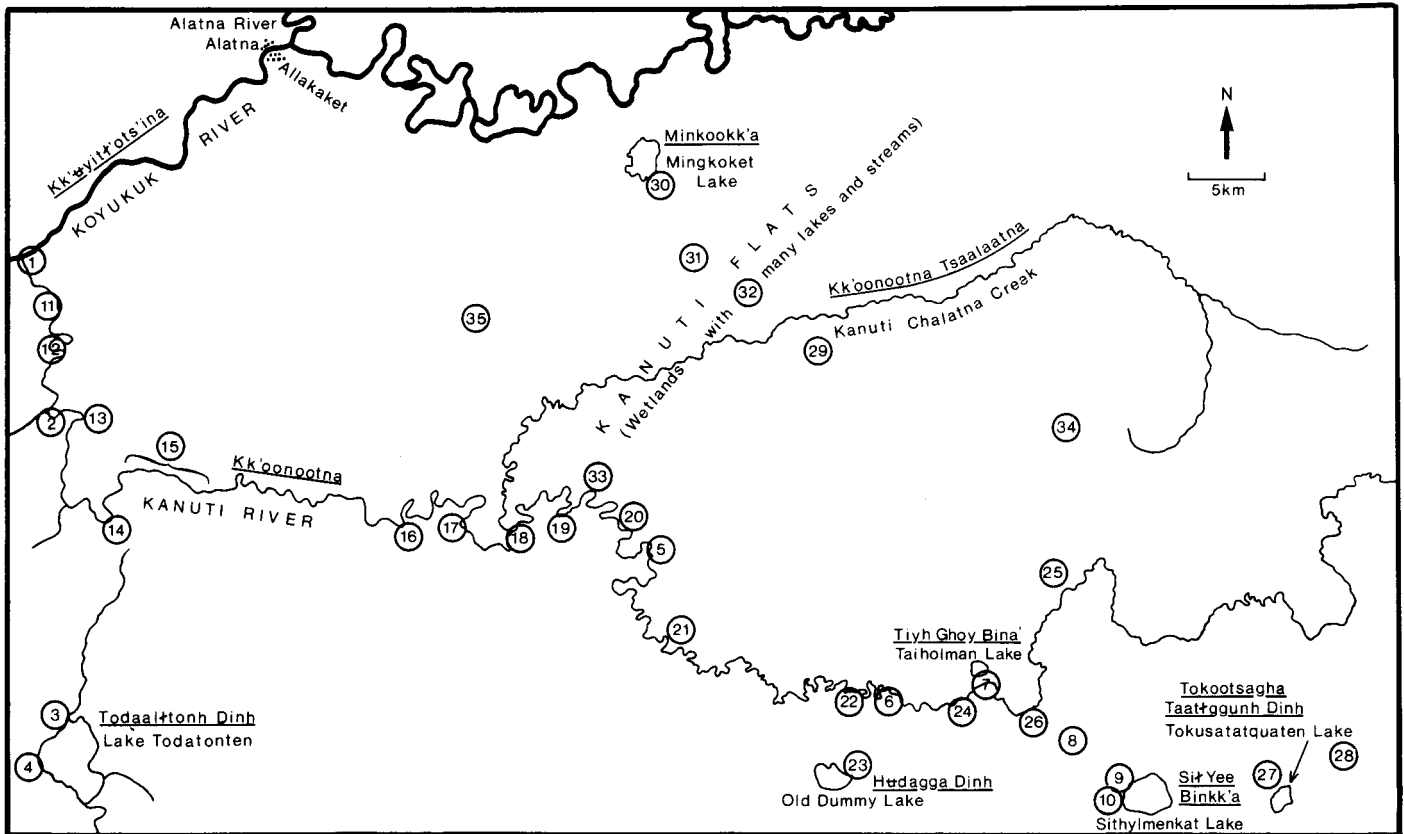 Alatna River
Alatna
Allakaket
Kk'ʉyitł'ots'ina
KOYUKUK RIVER
Minkookk'a
Mingkoket
Lake
30
N
5km
1
31
KANUTI FLATS
(Wetlands with many lakes and streams)
32
Kk'oonootna Tsaalaatna
Kanuti Chalatna Creek
11
35
12
29
2
13
34
15
Kk'oonootna
KANUTI RIVER
33
14
16
17
18
19
20
5
25
21
Tiyh Ghoy Bina'
Taiholman Lake
7
22
6
24
26
Tokootsagha
Taatłggunh Dinh
Tokusatatquaten Lake
3
Todaałtonh Dinh
Lake Todatonten
4
8
28
23
Hʉdagga Dinh
Old Dummy Lake
9
10
Sił Yee
Binkk'a
Sithylmenkat Lake
27